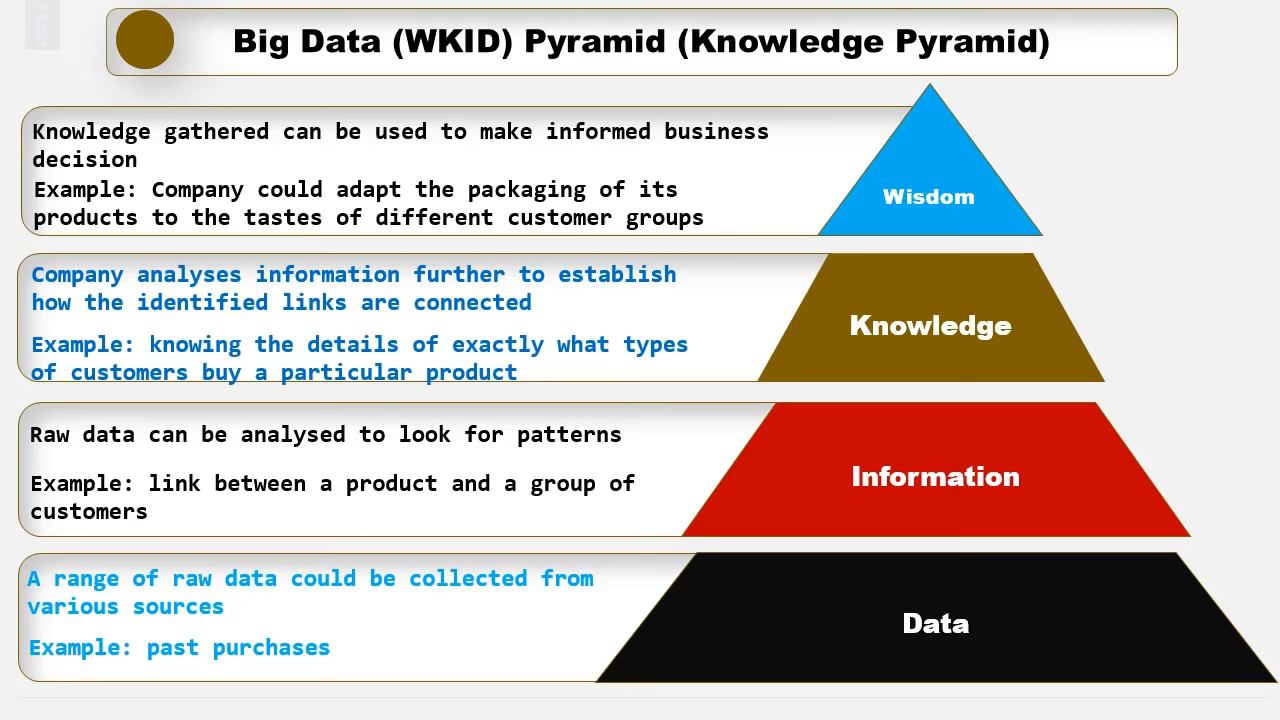 Big Data (WKID) Pyramid (Knowledge Pyramid)
Knowledge gathered can be used to make informed business
decision
Example: Company could adapt the packaging of its
products to the tastes of different customer groups
Wisdom
Company analyses information further to establish
how the identified links are connected
Example: knowing the details of exactly what types
of customers buy a particular product
Knowledge
Raw data can be analysed to look for patterns
Example: link between a product and a group of
customers
Information
A range of raw data could be collected from
various sources
Example: past purchases
Data